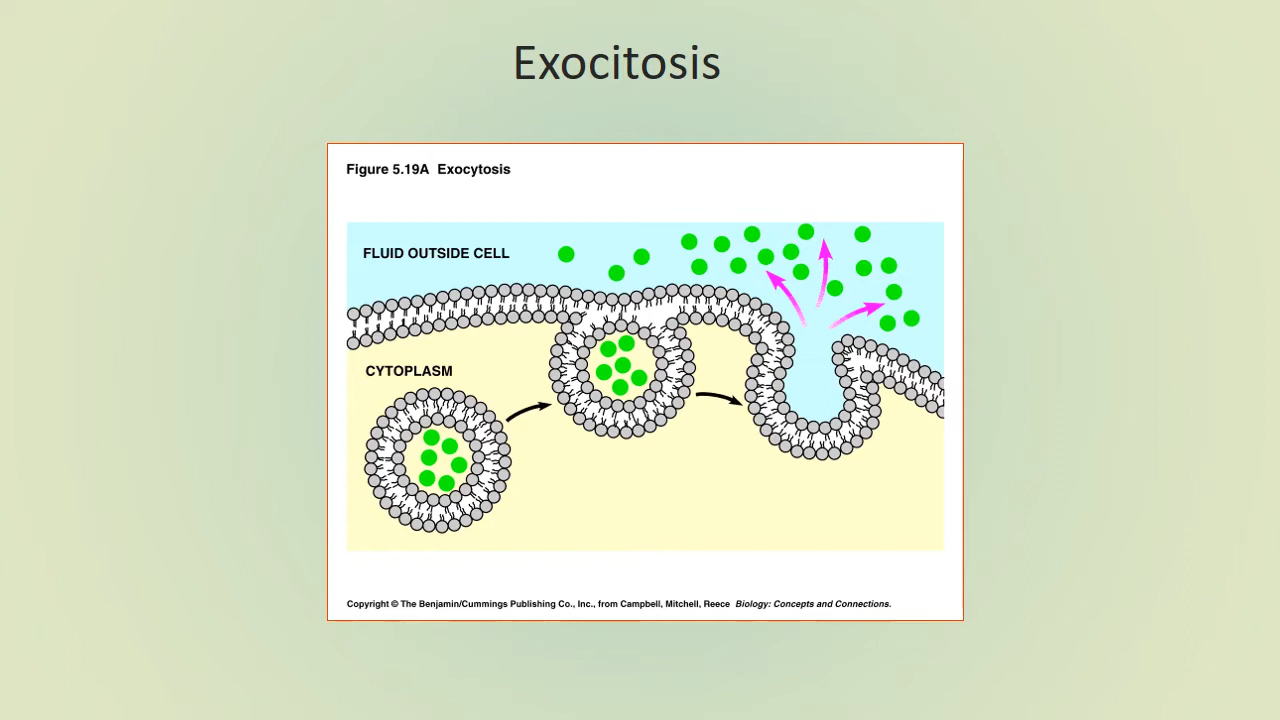 Exocitosis
Figure 5.19A Exocytosis
FLUID OUTSIDE CELL
CYTOPLASM
Copyright © The Benjamin/Cummings Publishing Co., Inc., from Campbell, Mitchell, Reece Biology: Concepts and Connections.